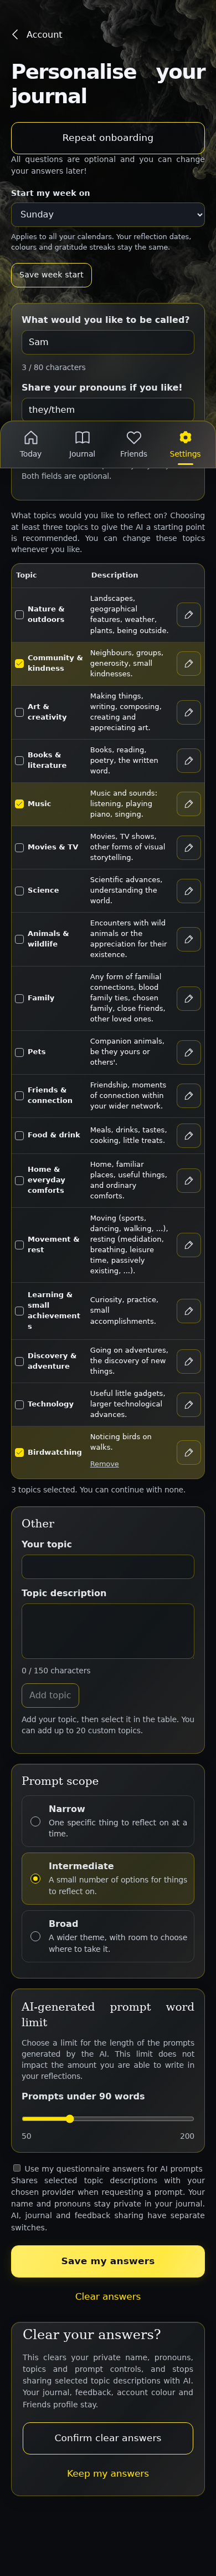 Account
Personalise your
journal
Repeat onboarding
All questions are optional and you can change
your answers later!
Start my week on
Sunday
Applies to all your calendars. Your reflection dates,
colours and gratitude streaks stay the same.
Save week start
What would you like to be called?
Sam
3 / 80 characters
Share your pronouns if you like!
they/them
Today
Journal
Friends
Settings
Both fields are optional.
What topics would you like to reflect on? Choosing
at least three topics to give the AI a starting point
is recommended. You can change these topics
whenever you like.
Topic Description
Nature &
outdoors
Landscapes,
geographical
features, weather,
plants, being outside.
Community &
kindness
Neighbours, groups,
generosity, small
kindnesses.
Art &
creativity
Making things,
writing, composing,
creating and
appreciating art.
Books &
literature
Books, reading,
poetry, the written
word.
Music
Music and sounds:
listening, playing
piano, singing.
Movies & TV
Movies, TV shows,
other forms of visual
storytelling.
Science
Scientific advances,
understanding the
world.
Animals &
wildlife
Encounters with wild
animals or the
appreciation for their
existence.
Family
Any form of familial
connections, blood
family ties, chosen
family, close friends,
other loved ones.
Pets
Companion animals,
be they yours or
others'.
Friends &
connection
Friendship, moments
of connection within
your wider network.
Food & drink
Meals, drinks, tastes,
cooking, little treats.
Home &
everyday
comforts
Home, familiar
places, useful things,
and ordinary
comforts.
Movement &
rest
Moving (sports,
dancing, walking, ...),
resting (medidation,
breathing, leisure
time, passively
existing, ...).
Learning &
small
achievement
s
Curiosity, practice,
small
accomplishments.
Discovery &
adventure
Going on adventures,
the discovery of new
things.
Technology
Useful little gadgets,
larger technological
advances.
Birdwatching
Noticing birds on
walks.
Remove
3 topics selected. You can continue with none.
Other
Your topic
Topic description
0 / 150 characters
Add topic
Add your topic, then select it in the table. You
can add up to 20 custom topics.
Prompt scope
Narrow
One specific thing to reflect on at a
time.
Intermediate
A small number of options for things
to reflect on.
Broad
A wider theme, with room to choose
where to take it.
AI-generated prompt word
limit
Choose a limit for the length of the prompts
generated by the AI. This limit does not
impact the amount you are able to write in
your reflections.
Prompts under 90 words
50 200
Use my questionnaire answers for AI prompts
Shares selected topic descriptions with your
chosen provider when requesting a prompt. Your
name and pronouns stay private in your journal.
AI, journal and feedback sharing have separate
switches.
Save my answers
Clear answers
Clear your answers?
This clears your private name, pronouns,
topics and prompt controls, and stops
sharing your topic descriptions with AI.
Your journal, feedback, account colour and
Friends profile stay.
Confirm clear answers
Keep my answers